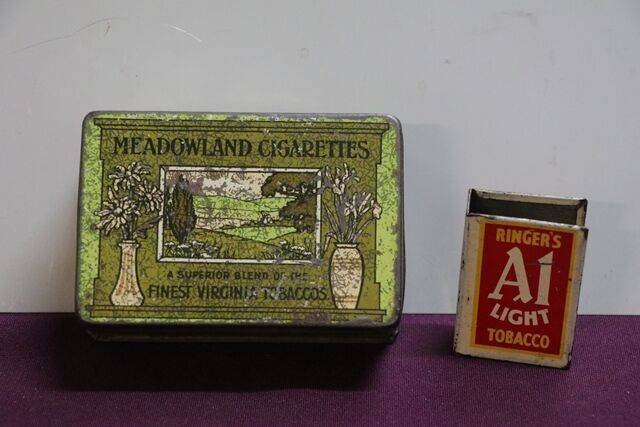 MEADOWLAND CIGARETTES
A SUPERIOR BLEND OF THE
FINEST VIRGINIA TOBACCOS
RINGER'S
A1
LIGHT
TOBACCO